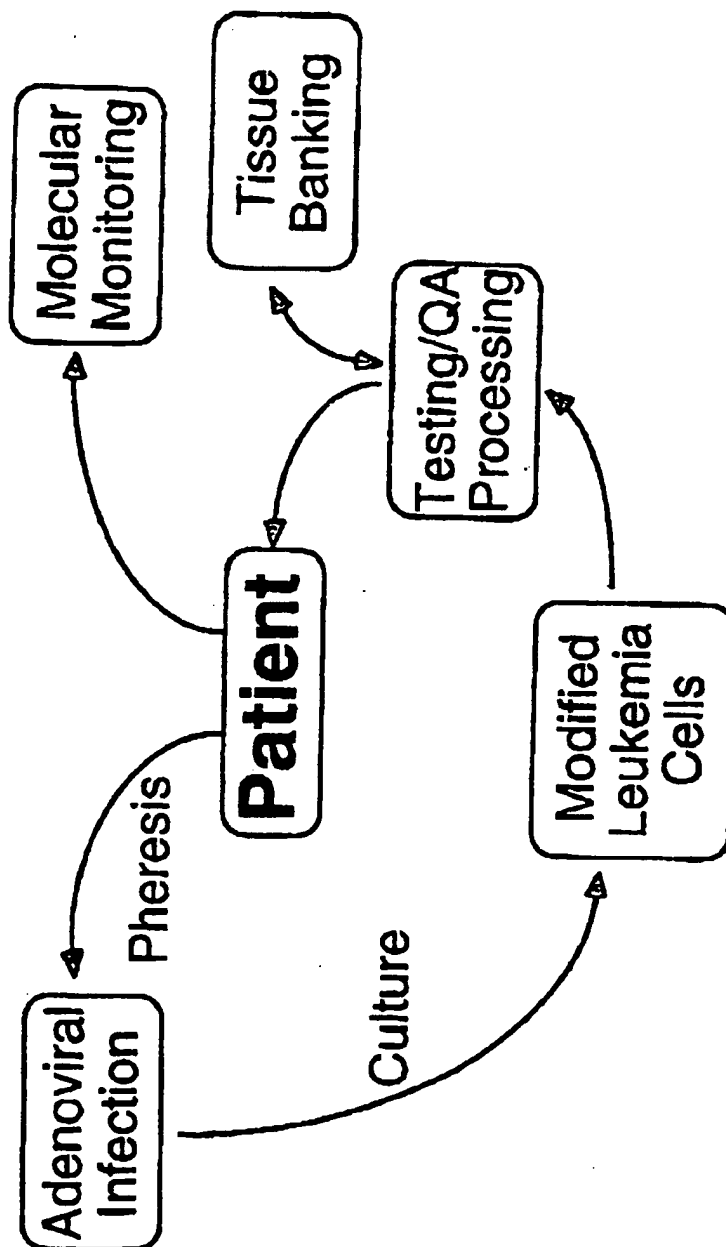 Adenoviral
Infection
Pheresis
Molecular
Monitoring
Patient
Tissue
Banking
Culture
Testing/QA
Processing
Modified
Leukemia
Cells